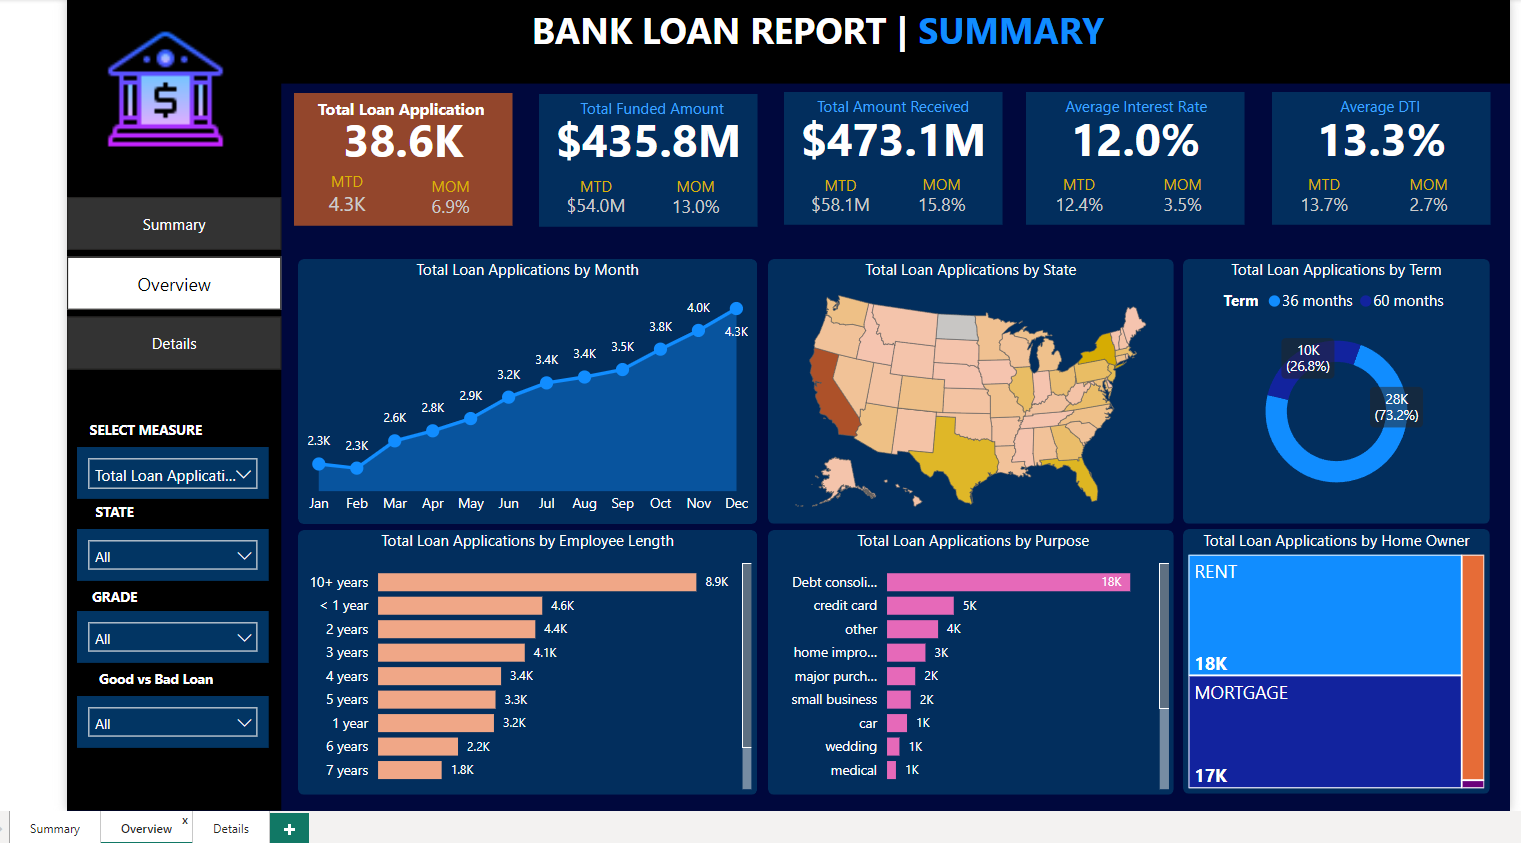 BANK LOAN REPORT | SUMMARY
$
Summary
Overview
Details
SELECT MEASURE
Total Loan Applicati...
STATE
All
GRADE
All
Good vs Bad Loan
All
Total Loan Application
38.6K
MTD MOM
4.3K 6.9%
Total Funded Amount
$435.8M
MTD MOM
$54.0M 13.0%
Total Amount Received
$473.1M
MTD MOM
$58.1M 15.8%
Average Interest Rate
12.0%
MTD MOM
12.4% 3.5%
Average DTI
13.3%
MTD MOM
13.7% 2.7%
Total Loan Applications by Month
2.3K 2.3K 2.6K 2.8K 2.9K 3.2K 3.4K 3.4K 3.5K 3.8K 4.0K 4.3K
Jan Feb Mar Apr May Jun Jul Aug Sep Oct Nov Dec
Total Loan Applications by State
Total Loan Applications by Term
Term 36 months 60 months
10K
(26.8%)
28K
(73.2%)
Total Loan Applications by Employee Length
10+ years 8.9K
< 1 year 4.6K
2 years 4.4K
3 years 4.1K
4 years 3.4K
5 years 3.3K
1 year 3.2K
6 years 2.2K
7 years 1.8K
Total Loan Applications by Purpose
Debt consoli... 18K
credit card 5K
other 4K
home impro... 3K
major purch... 2K
small business 2K
car 1K
wedding 1K
medical 1K
Total Loan Applications by Home Owner
RENT
18K
MORTGAGE
17K
Summary Overview x Details +